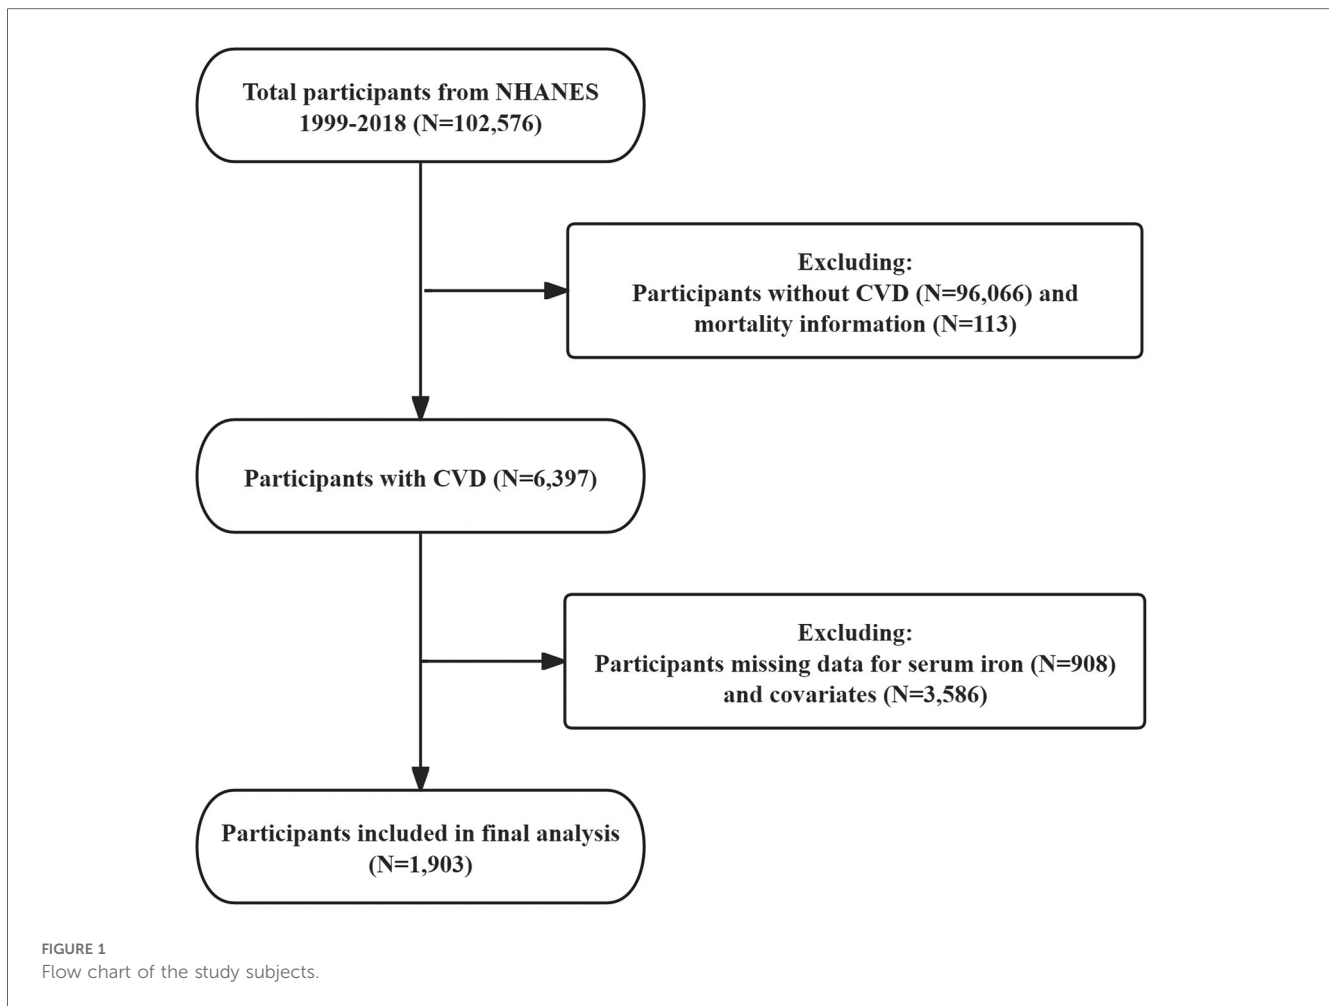 Total participants from NHANES
1999-2018 (N=102,576)
Excluding:
Participants without CVD (N=96,066) and
mortality information (N=113)
Participants with CVD (N=6,397)
Excluding:
Participants missing data for serum iron (N=908)
and covariates (N=3,586)
Participants included in final analysis
(N=1,903)
FIGURE 1
Flow chart of the study subjects.